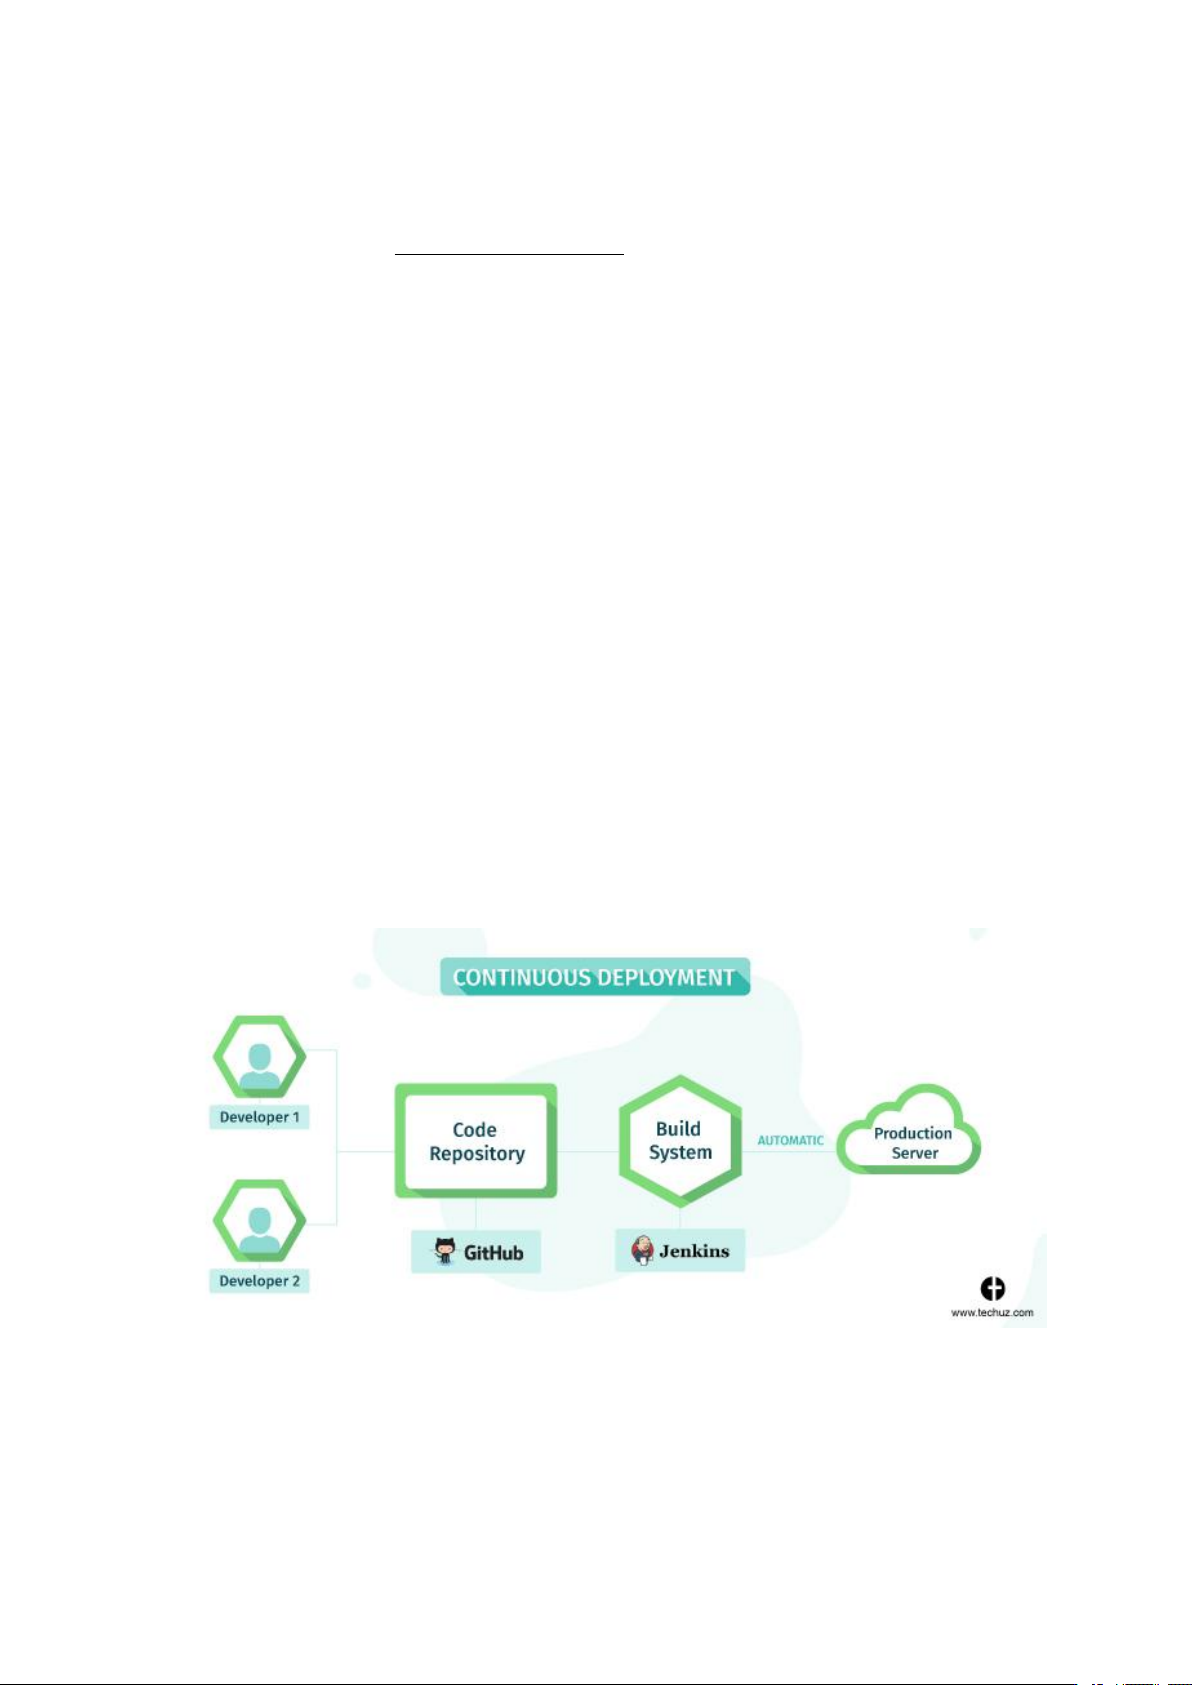 CONTINUOUS DEPLOYMENT
Developer 1
Code
Repository
Build
System
AUTOMATIC
Production
Server
GitHub
Jenkins
Developer 2
www.techuz.com